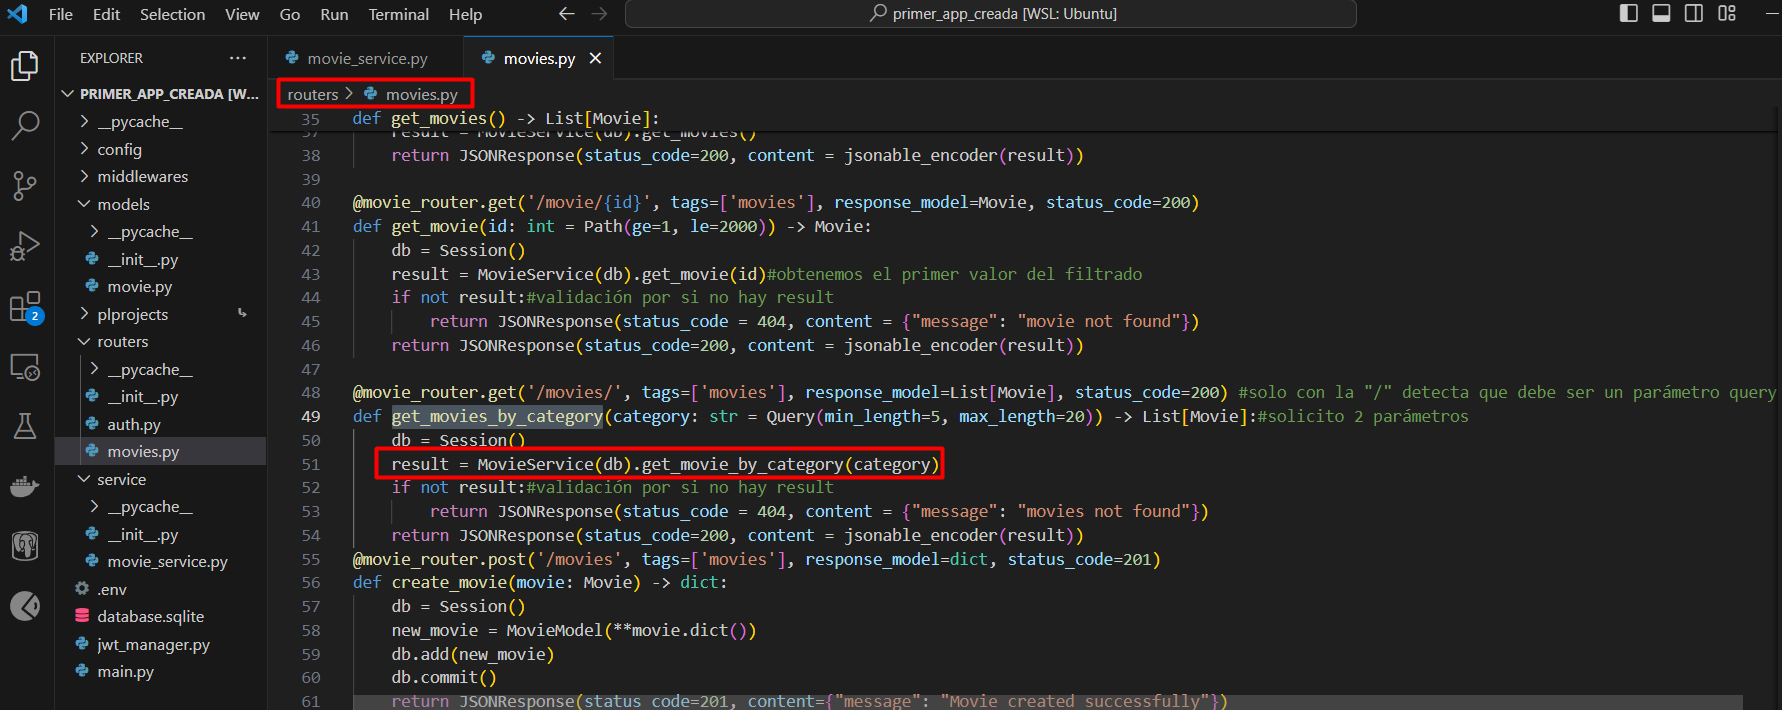 File Edit Selection View Go Run Terminal Help
primer_app_creada [WSL: Ubuntu]
EXPLORER
PRIMER_APP_CREADA [W...
__pycache__
config
middlewares
models
__pycache__
__init__.py
movie.py
plprojects
routers
__pycache__
__init__.py
auth.py
movies.py
service
__pycache__
__init__.py
movie_service.py
.env
database.sqlite
jwt_manager.py
main.py
2
movie_service.py movies.py
routers > movies.py
35 def get_movies() -> List[Movie]:
37 result = MovieService(db).get_movies()
38 return JSONResponse(status_code=200, content = jsonable_encoder(result))
39
40 @movie_router.get('/movie/{id}', tags=['movies'], response_model=Movie, status_code=200)
41 def get_movie(id: int = Path(ge=1, le=2000)) -> Movie:
42 db = Session()
43 result = MovieService(db).get_movie(id)#obtenemos el primer valor del filtrado
44 if not result:#validación por si no hay result
45 return JSONResponse(status_code = 404, content = {"message": "movie not found"})
46 return JSONResponse(status_code=200, content = jsonable_encoder(result))
47
48 @movie_router.get('/movies/', tags=['movies'], response_model=List[Movie], status_code=200) #solo con la "/" detecta que debe ser un parámetro query
49 def get_movies_by_category(category: str = Query(min_length=5, max_length=20)) -> List[Movie]:#solicito 2 parámetros
50 db = Session()
51 result = MovieService(db).get_movie_by_category(category)
52 if not result:#validación por si no hay result
53 return JSONResponse(status_code = 404, content = {"message": "movies not found"})
54 return JSONResponse(status_code=200, content = jsonable_encoder(result))
55 @movie_router.post('/movies', tags=['movies'], response_model=dict, status_code=201)
56 def create_movie(movie: Movie) -> dict:
57 db = Session()
58 new_movie = MovieModel(**movie.dict())
59 db.add(new_movie)
60 db.commit()
61 return JSONResponse(status_code=201, content={"message": "Movie created successfully"})